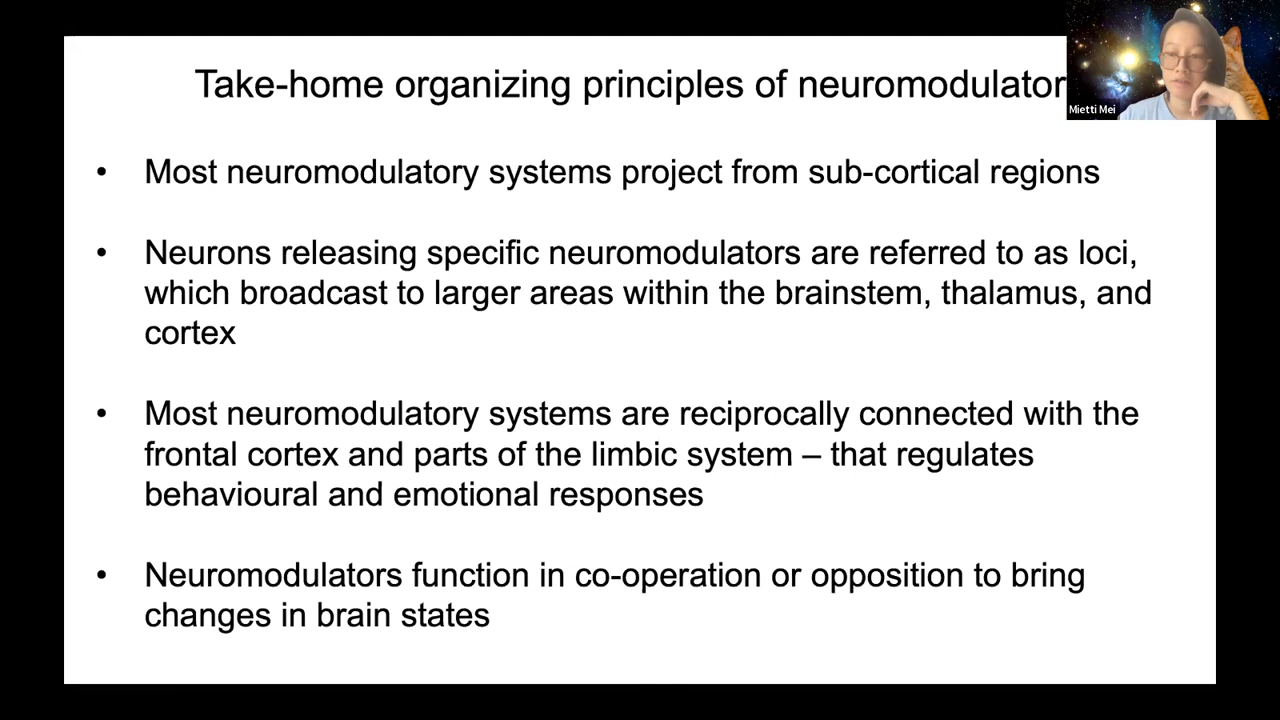 Take-home organizing principles of neuromodulator
Mietti Mei
• Most neuromodulatory systems project from sub-cortical regions
• Neurons releasing specific neuromodulators are referred to as loci,
which broadcast to larger areas within the brainstem, thalamus, and
cortex
• Most neuromodulatory systems are reciprocally connected with the
frontal cortex and parts of the limbic system – that regulates
behavioural and emotional responses
• Neuromodulators function in co-operation or opposition to bring
changes in brain states